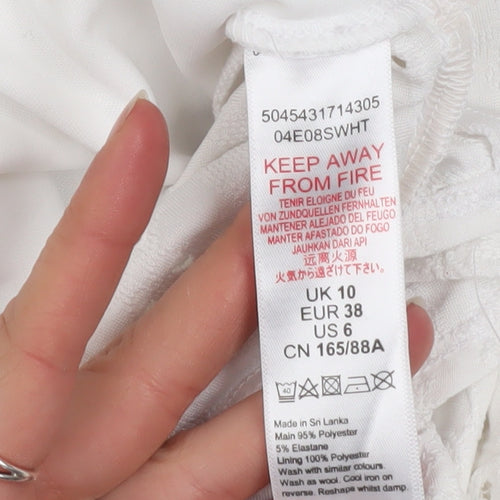 5045431714305
04E08SWHT
KEEP AWAY
FROM FIRE
TENIR ELOIGNE DU FEU
VON ZUNDQUELLEN FERNHALTEN
MANTENER ALEJADO DEL FEUGO
MANTER AFASTADO DO FOGO
JAUHKAN DARI API
远离火源
火気から遠ざけて下さい。
UK 10
EUR 38
US 6
CN 165/88A
40
Made in Sri Lanka
Main 95% Polyester
5% Elastane
Lining 100% Polyester
Wash with similar colours.
Wash as wool. Cool iron on
reverse. Reshape whilst damp.